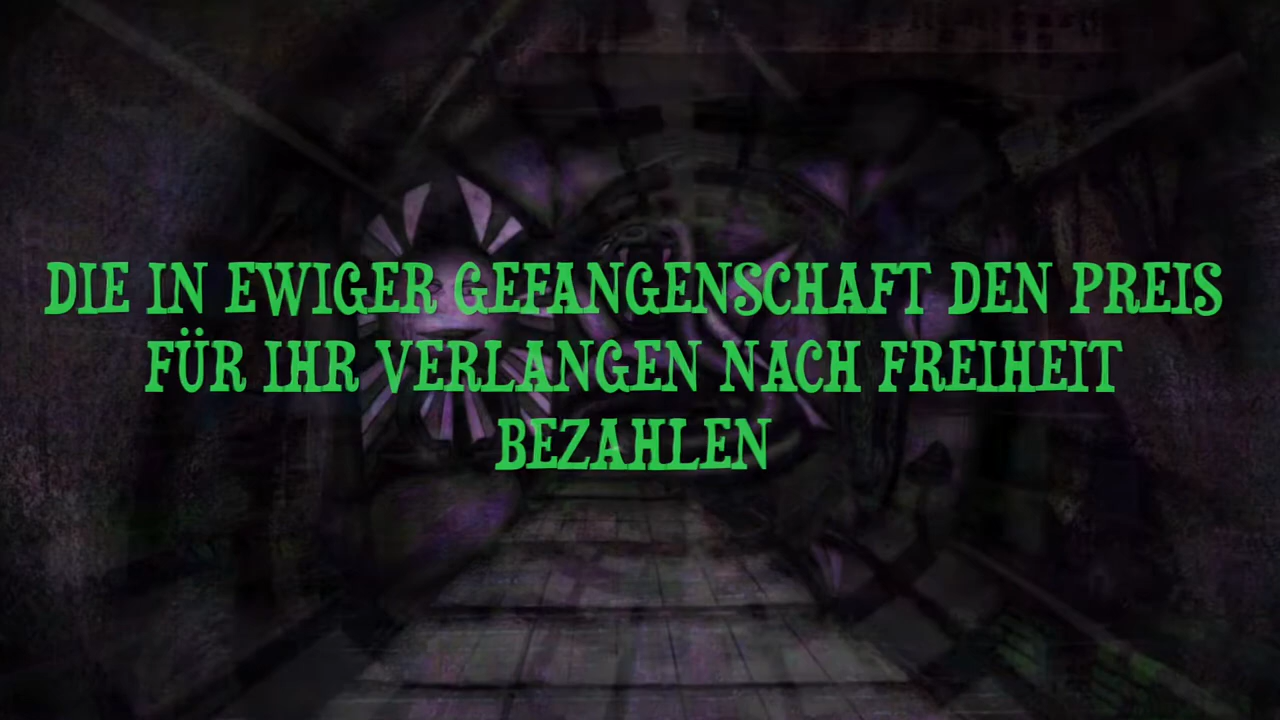 DIE IN EWIGER GEFANGENSCHAFT DEN PREIS
FÜR IHR VERLANGEN NACH FREIHEIT
BEZAHLEN